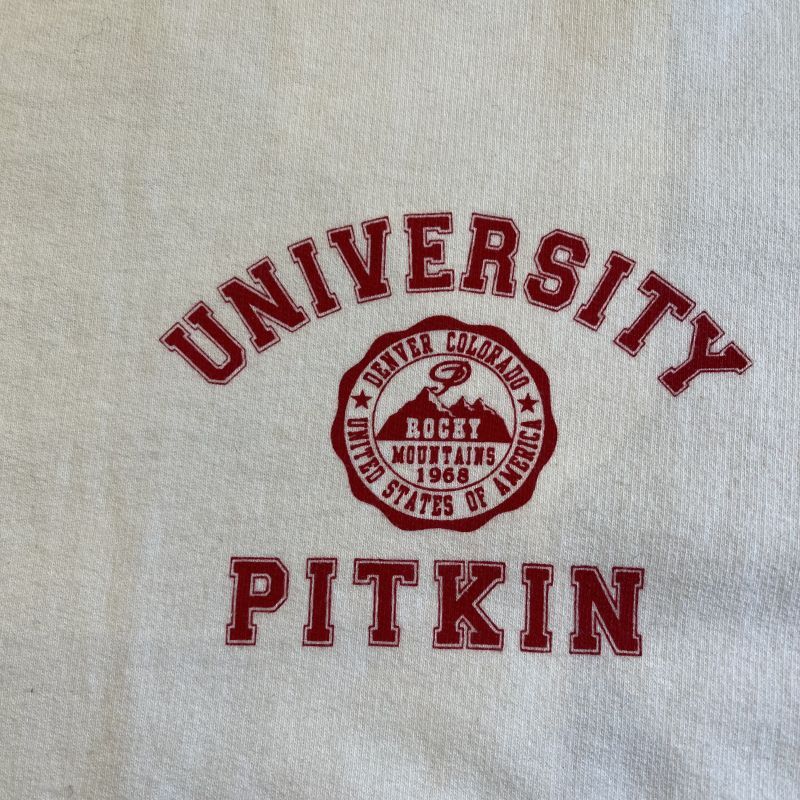 UNIVERSITY
DENVER COLORADO
P
ROCKY
MOUNTAINS
1968
UNITED STATES OF AMERICA
PITKIN